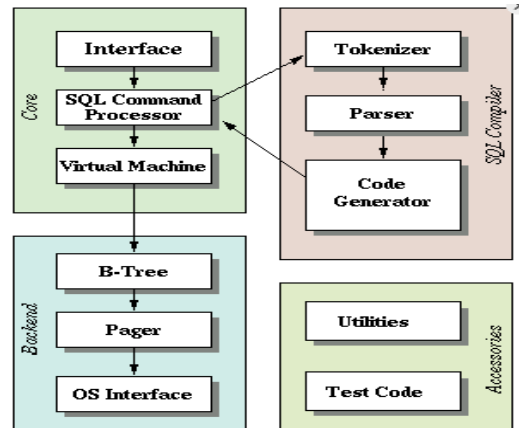 Core
Interface
SQL Command
Processor
Virtual Machine
SQL Compiler
Tokenizer
Parser
Code
Generator
Backend
B-Tree
Pager
OS Interface
Accessories
Utilities
Test Code